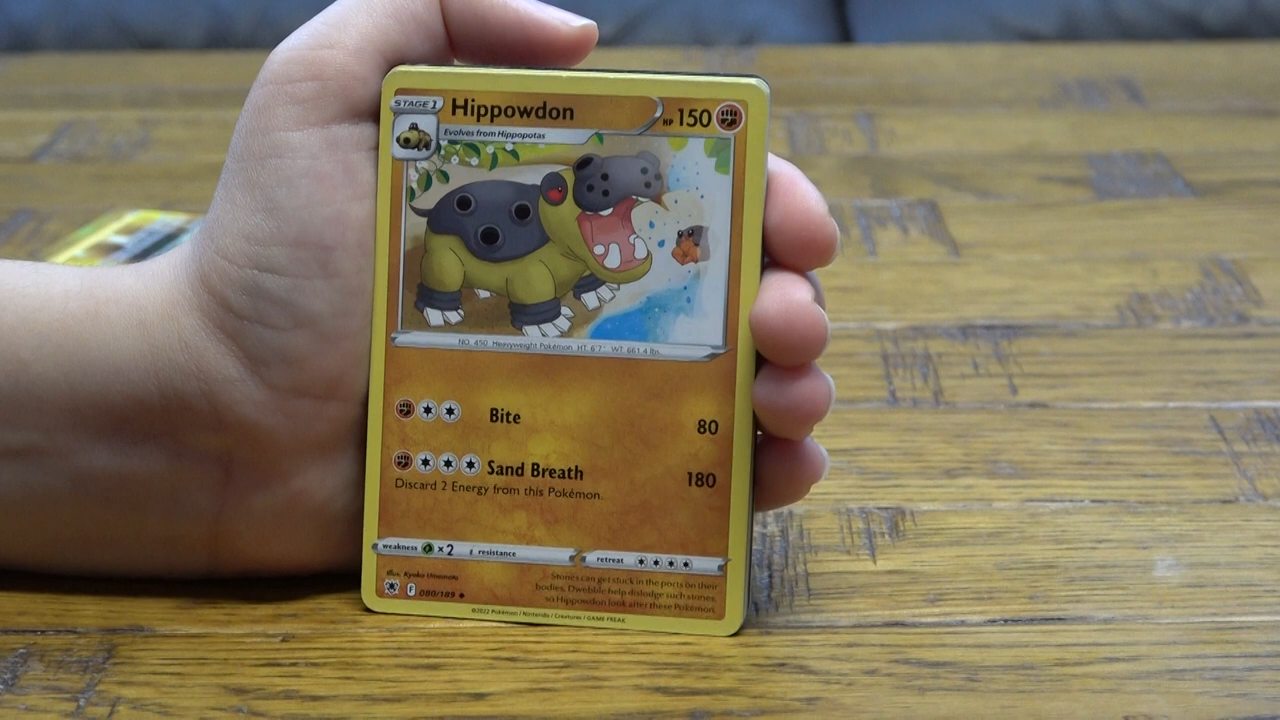 STAGE 1
Hippowdon
HP 150
Evolves from Hippopotas
NO. 450 Heavyweight Pokémon HT: 6'7" WT: 661.4 lbs.
Bite 80
Sand Breath 180
Discard 2 Energy from this Pokémon.
weakness ×2 resistance retreat
Illus. Kyoko Umemoto
Stones can get stuck in the ports on their
bodies. Dwebble help dislodge such stones,
so Hippowdon look after these Pokémon.
F 080/189
©2022 Pokémon / Nintendo / Creatures / GAME FREAK